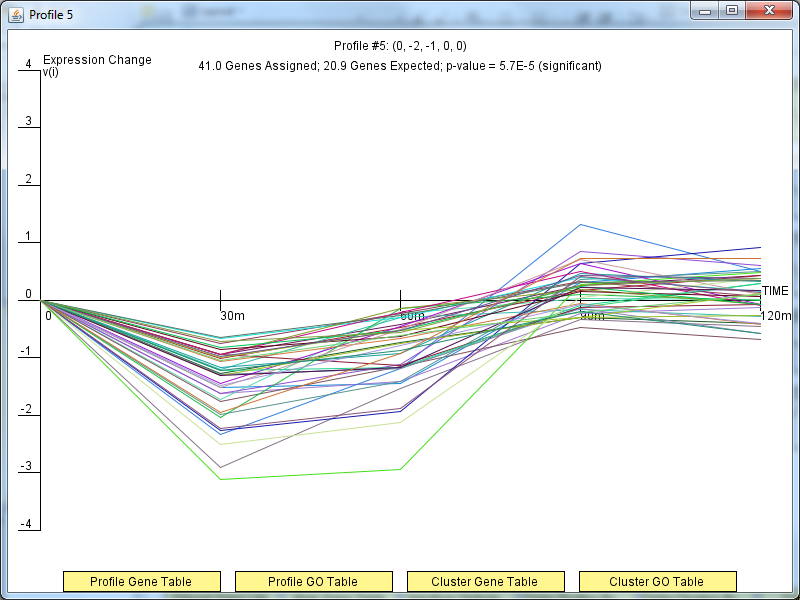 Profile 5
Profile #5: (0, -2, -1, 0, 0)
Expression Change
v(i)
41.0 Genes Assigned; 20.9 Genes Expected; p-value = 5.7E-5 (significant)
4
3
2
1
0
-1
-2
-3
-4
TIME
0 30m 60m 90m 120m
Profile Gene Table Profile GO Table Cluster Gene Table Cluster GO Table